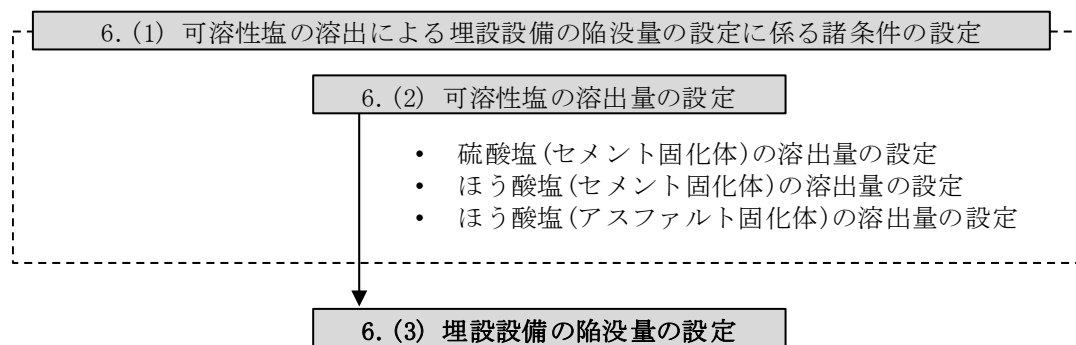 6.(1) 可溶性塩の溶出による埋設設備の陥没量の設定に係る諸条件の設定
6.(2) 可溶性塩の溶出量の設定
• 硫酸塩(セメント固化体)の溶出量の設定
• ほう酸塩(セメント固化体)の溶出量の設定
• ほう酸塩(アスファルト固化体)の溶出量の設定
6.(3) 埋設設備の陥没量の設定